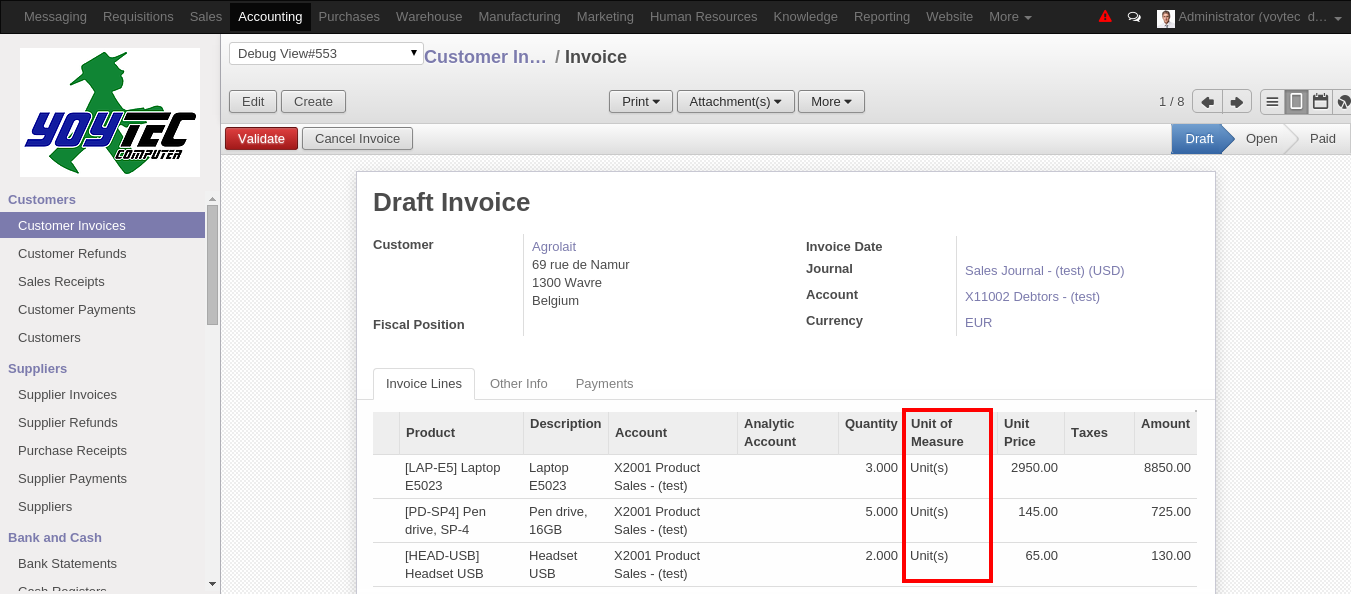 Messaging Requisitions Sales Accounting Purchases Warehouse Manufacturing Marketing Human Resources Knowledge Reporting Website More Administrator (yoytec_d...
Debug View#553 Customer In... / Invoice
Edit Create Print Attachment(s) More 1 / 8
Validate Cancel Invoice Draft Open Paid
YOYTEC
COMPUTER
Customers
Customer Invoices
Customer Refunds
Sales Receipts
Customer Payments
Customers
Suppliers
Supplier Invoices
Supplier Refunds
Purchase Receipts
Supplier Payments
Suppliers
Bank and Cash
Bank Statements
Cash Registers
Draft Invoice
Customer Agrolait
69 rue de Namur
1300 Wavre
Belgium
Fiscal Position
Invoice Date
Journal Sales Journal - (test) (USD)
Account X11002 Debtors - (test)
Currency EUR
Invoice Lines Other Info Payments
Product Description Account Analytic Account Quantity Unit of Measure Unit Price Taxes Amount
[LAP-E5] Laptop Laptop X2001 Product 3.000 Unit(s) 2950.00 8850.00
E5023 E5023 Sales - (test)
[PD-SP4] Pen Pen drive, X2001 Product 5.000 Unit(s) 145.00 725.00
drive, SP-4 16GB Sales - (test)
[HEAD-USB] Headset X2001 Product 2.000 Unit(s) 65.00 130.00
Headset USB USB Sales - (test)